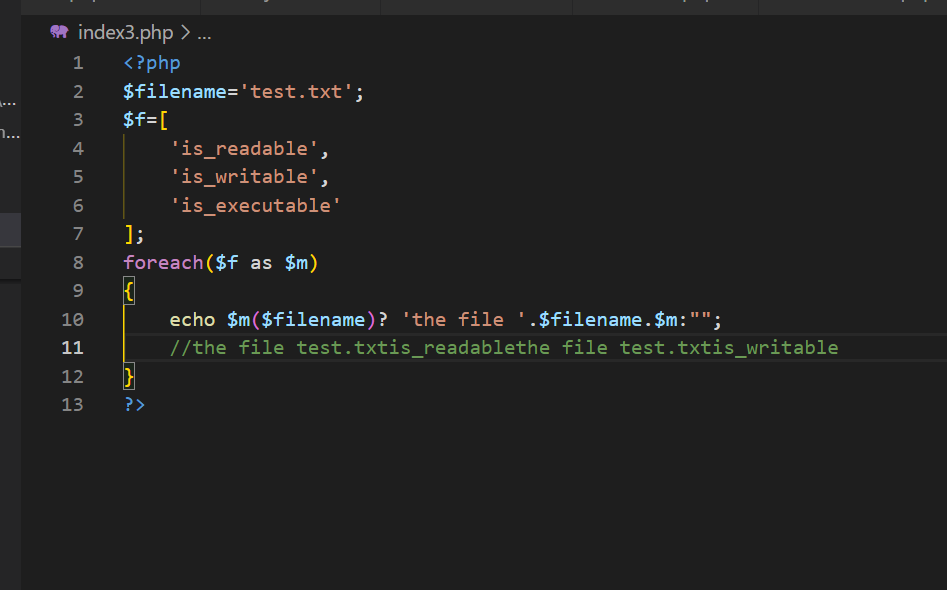 index3.php > ...
1 <?php
2 $filename='test.txt';
3 $f=[
4     'is_readable',
5     'is_writable',
6     'is_executable'
7 ];
8 foreach($f as $m)
9 {
10     echo $m($filename)? 'the file '.$filename.$m:"";
11     //the file test.txtis_readablethe file test.txtis_writable
12 }
13 ?>